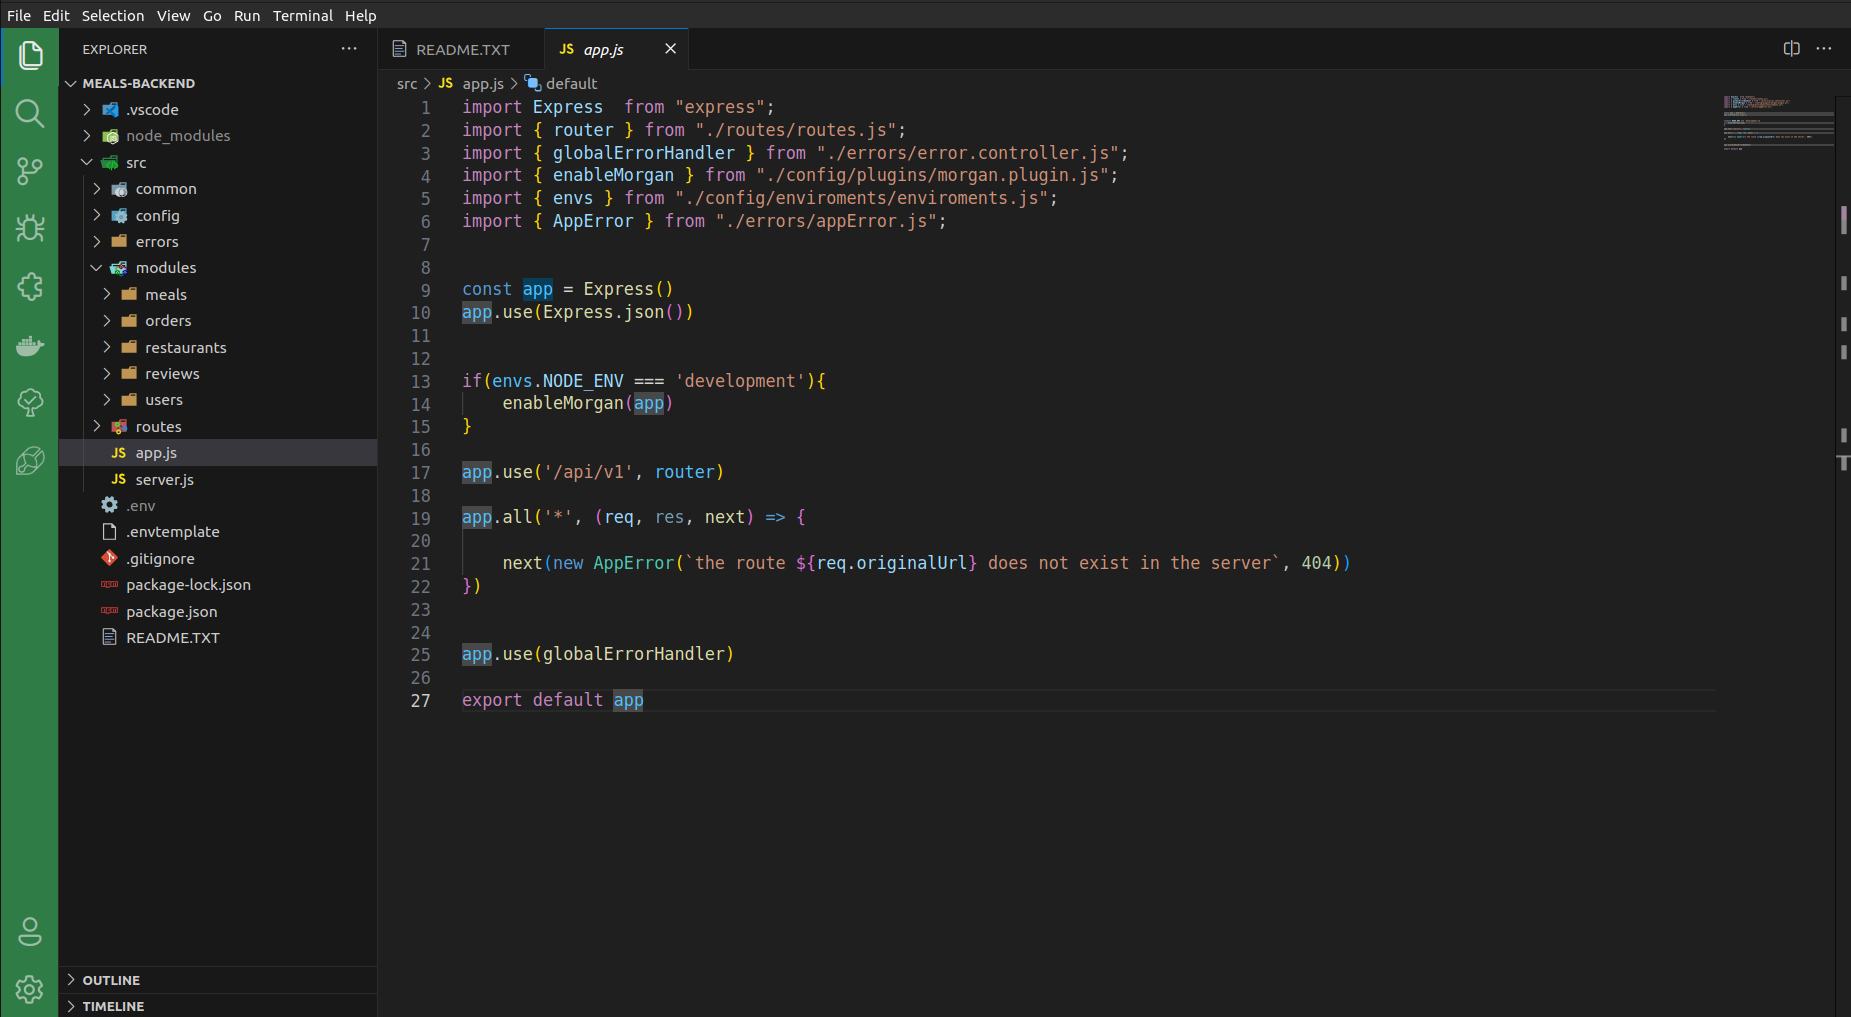 File Edit Selection View Go Run Terminal Help
EXPLORER
MEALS-BACKEND
.vscode
node_modules
src
common
config
errors
modules
meals
orders
restaurants
reviews
users
routes
JS app.js
JS server.js
.env
.envtemplate
.gitignore
package-lock.json
package.json
README.TXT
OUTLINE
TIMELINE
README.TXT
JS app.js
src > JS app.js > default
1 import Express  from "express";
2 import { router } from "./routes/routes.js";
3 import { globalErrorHandler } from "./errors/error.controller.js";
4 import { enableMorgan } from "./config/plugins/morgan.plugin.js";
5 import { envs } from "./config/enviroments/enviroments.js";
6 import { AppError } from "./errors/appError.js";
7
8
9 const app = Express()
10 app.use(Express.json())
11
12
13 if(envs.NODE_ENV === 'development'){
14     enableMorgan(app)
15 }
16
17 app.use('/api/v1', router)
18
19 app.all('*', (req, res, next) => {
20
21     next(new AppError(`the route ${req.originalUrl} does not exist in the server`, 404))
22 })
23
24
25 app.use(globalErrorHandler)
26
27 export default app